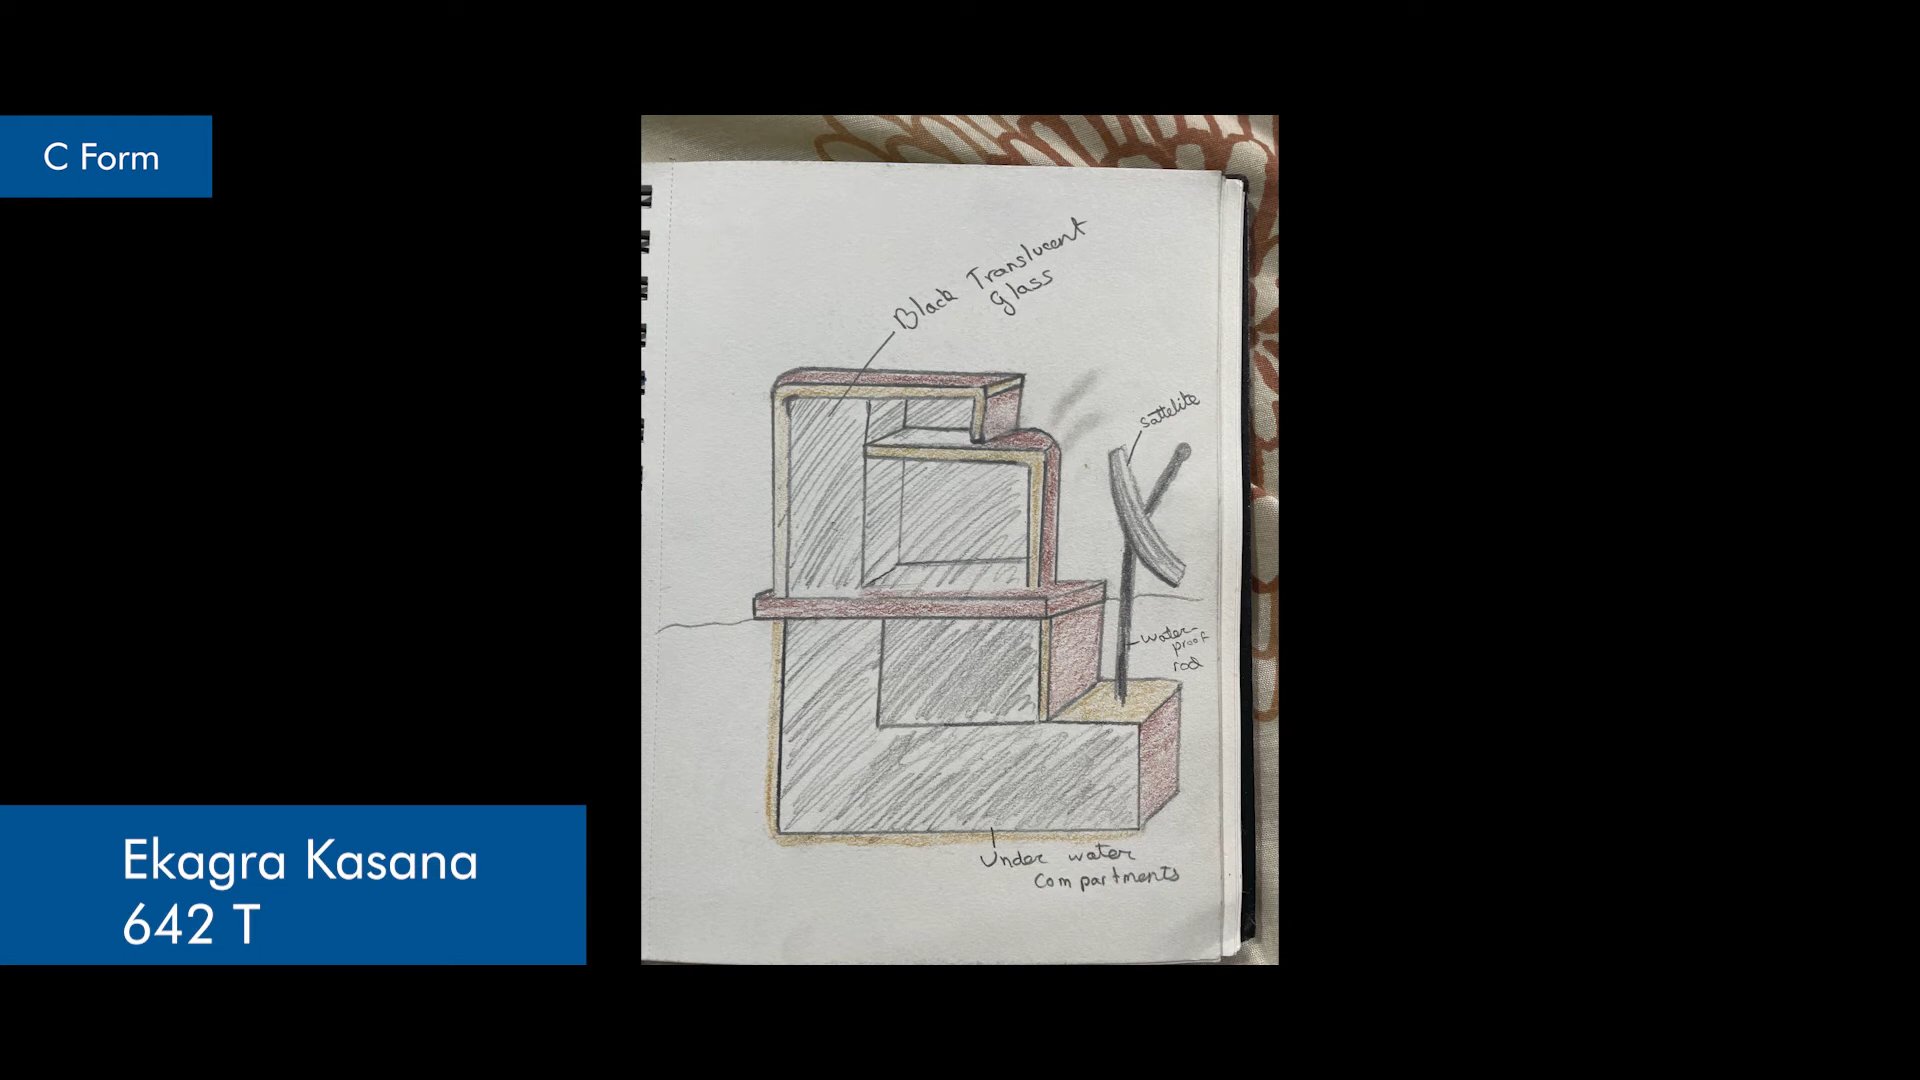 C Form
Black Translucent
Glass
sattelite
water
proof
rod
Under water
Compartments
Ekagra Kasana
642 T